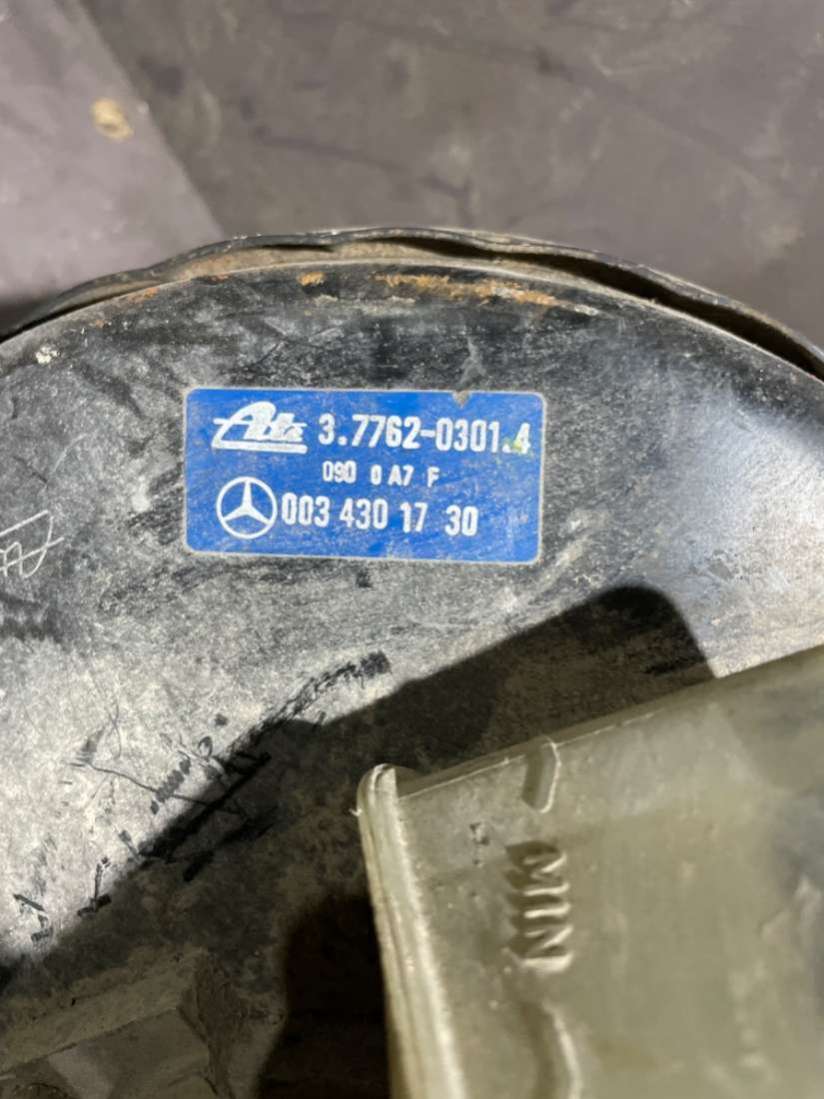 Ate 3.7762-0301.4
090 0 A7 F
003 430 17 30
MIN